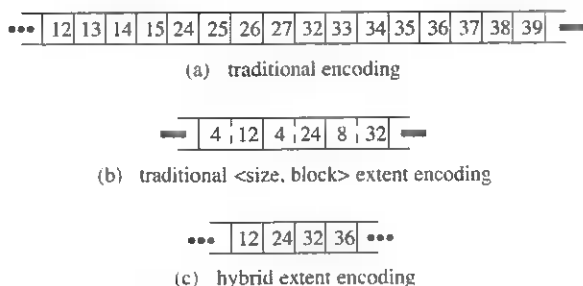 ••• 12 13 14 15 24 25 26 27 32 33 34 35 36 37 38 39
(a) traditional encoding
4 12 4 24 8 32
(b) traditional <size, block> extent encoding
••• 12 24 32 36 •••
(c) hybrid extent encoding